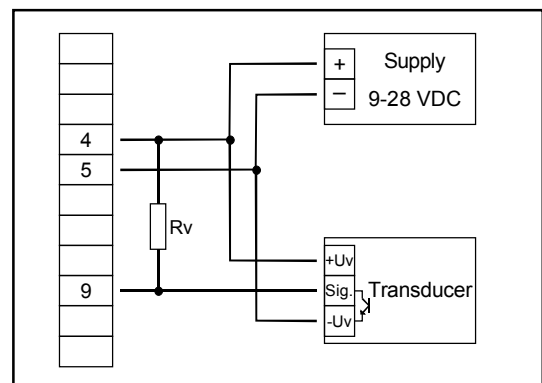 + Supply
– 9-28 VDC
4
5
Rv
+Uv
9 Sig. Transducer
-Uv